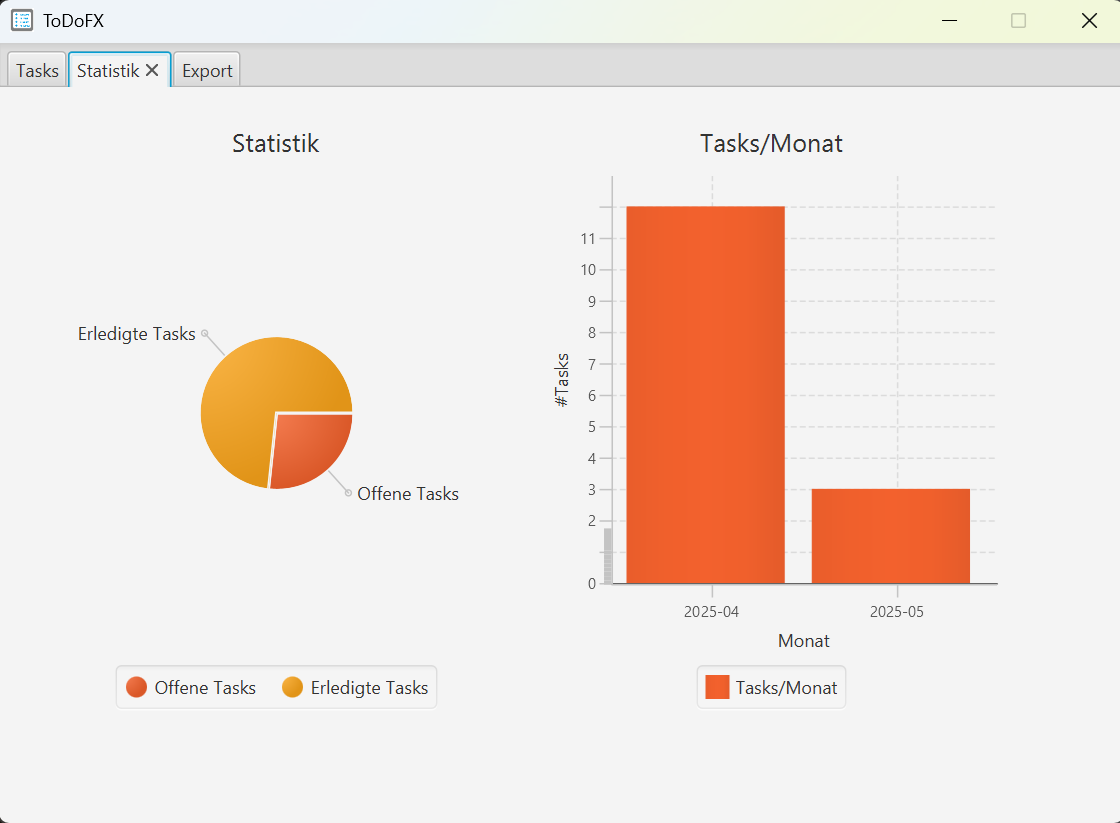 ToDoFX
Tasks
Statistik
Export
Statistik
Erledigte Tasks
Offene Tasks
Offene Tasks
Erledigte Tasks
Tasks/Monat
#Tasks
11
10
9
8
7
6
5
4
3
2
0
2025-04
2025-05
Monat
Tasks/Monat